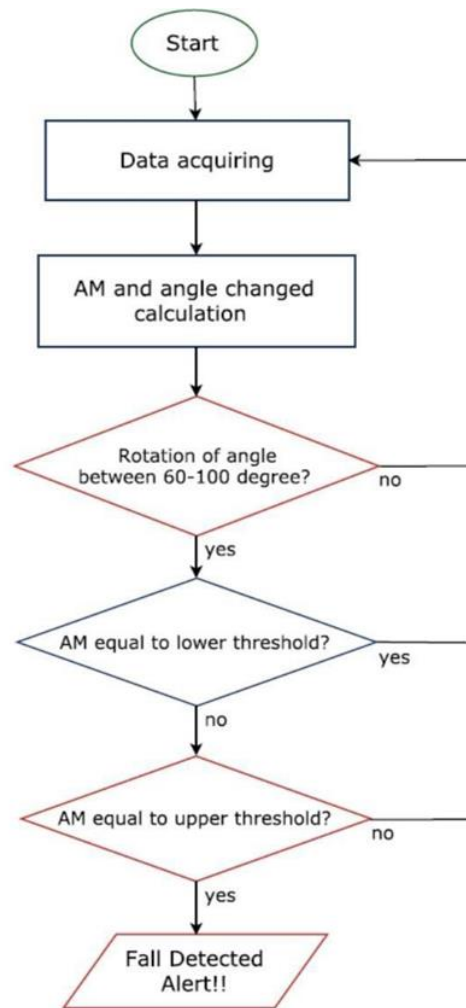 Start
Data acquiring
AM and angle changed
calculation
Rotation of angle
between 60-100 degree?
no
yes
AM equal to lower threshold?
yes
no
AM equal to upper threshold?
no
yes
Fall Detected
Alert!!